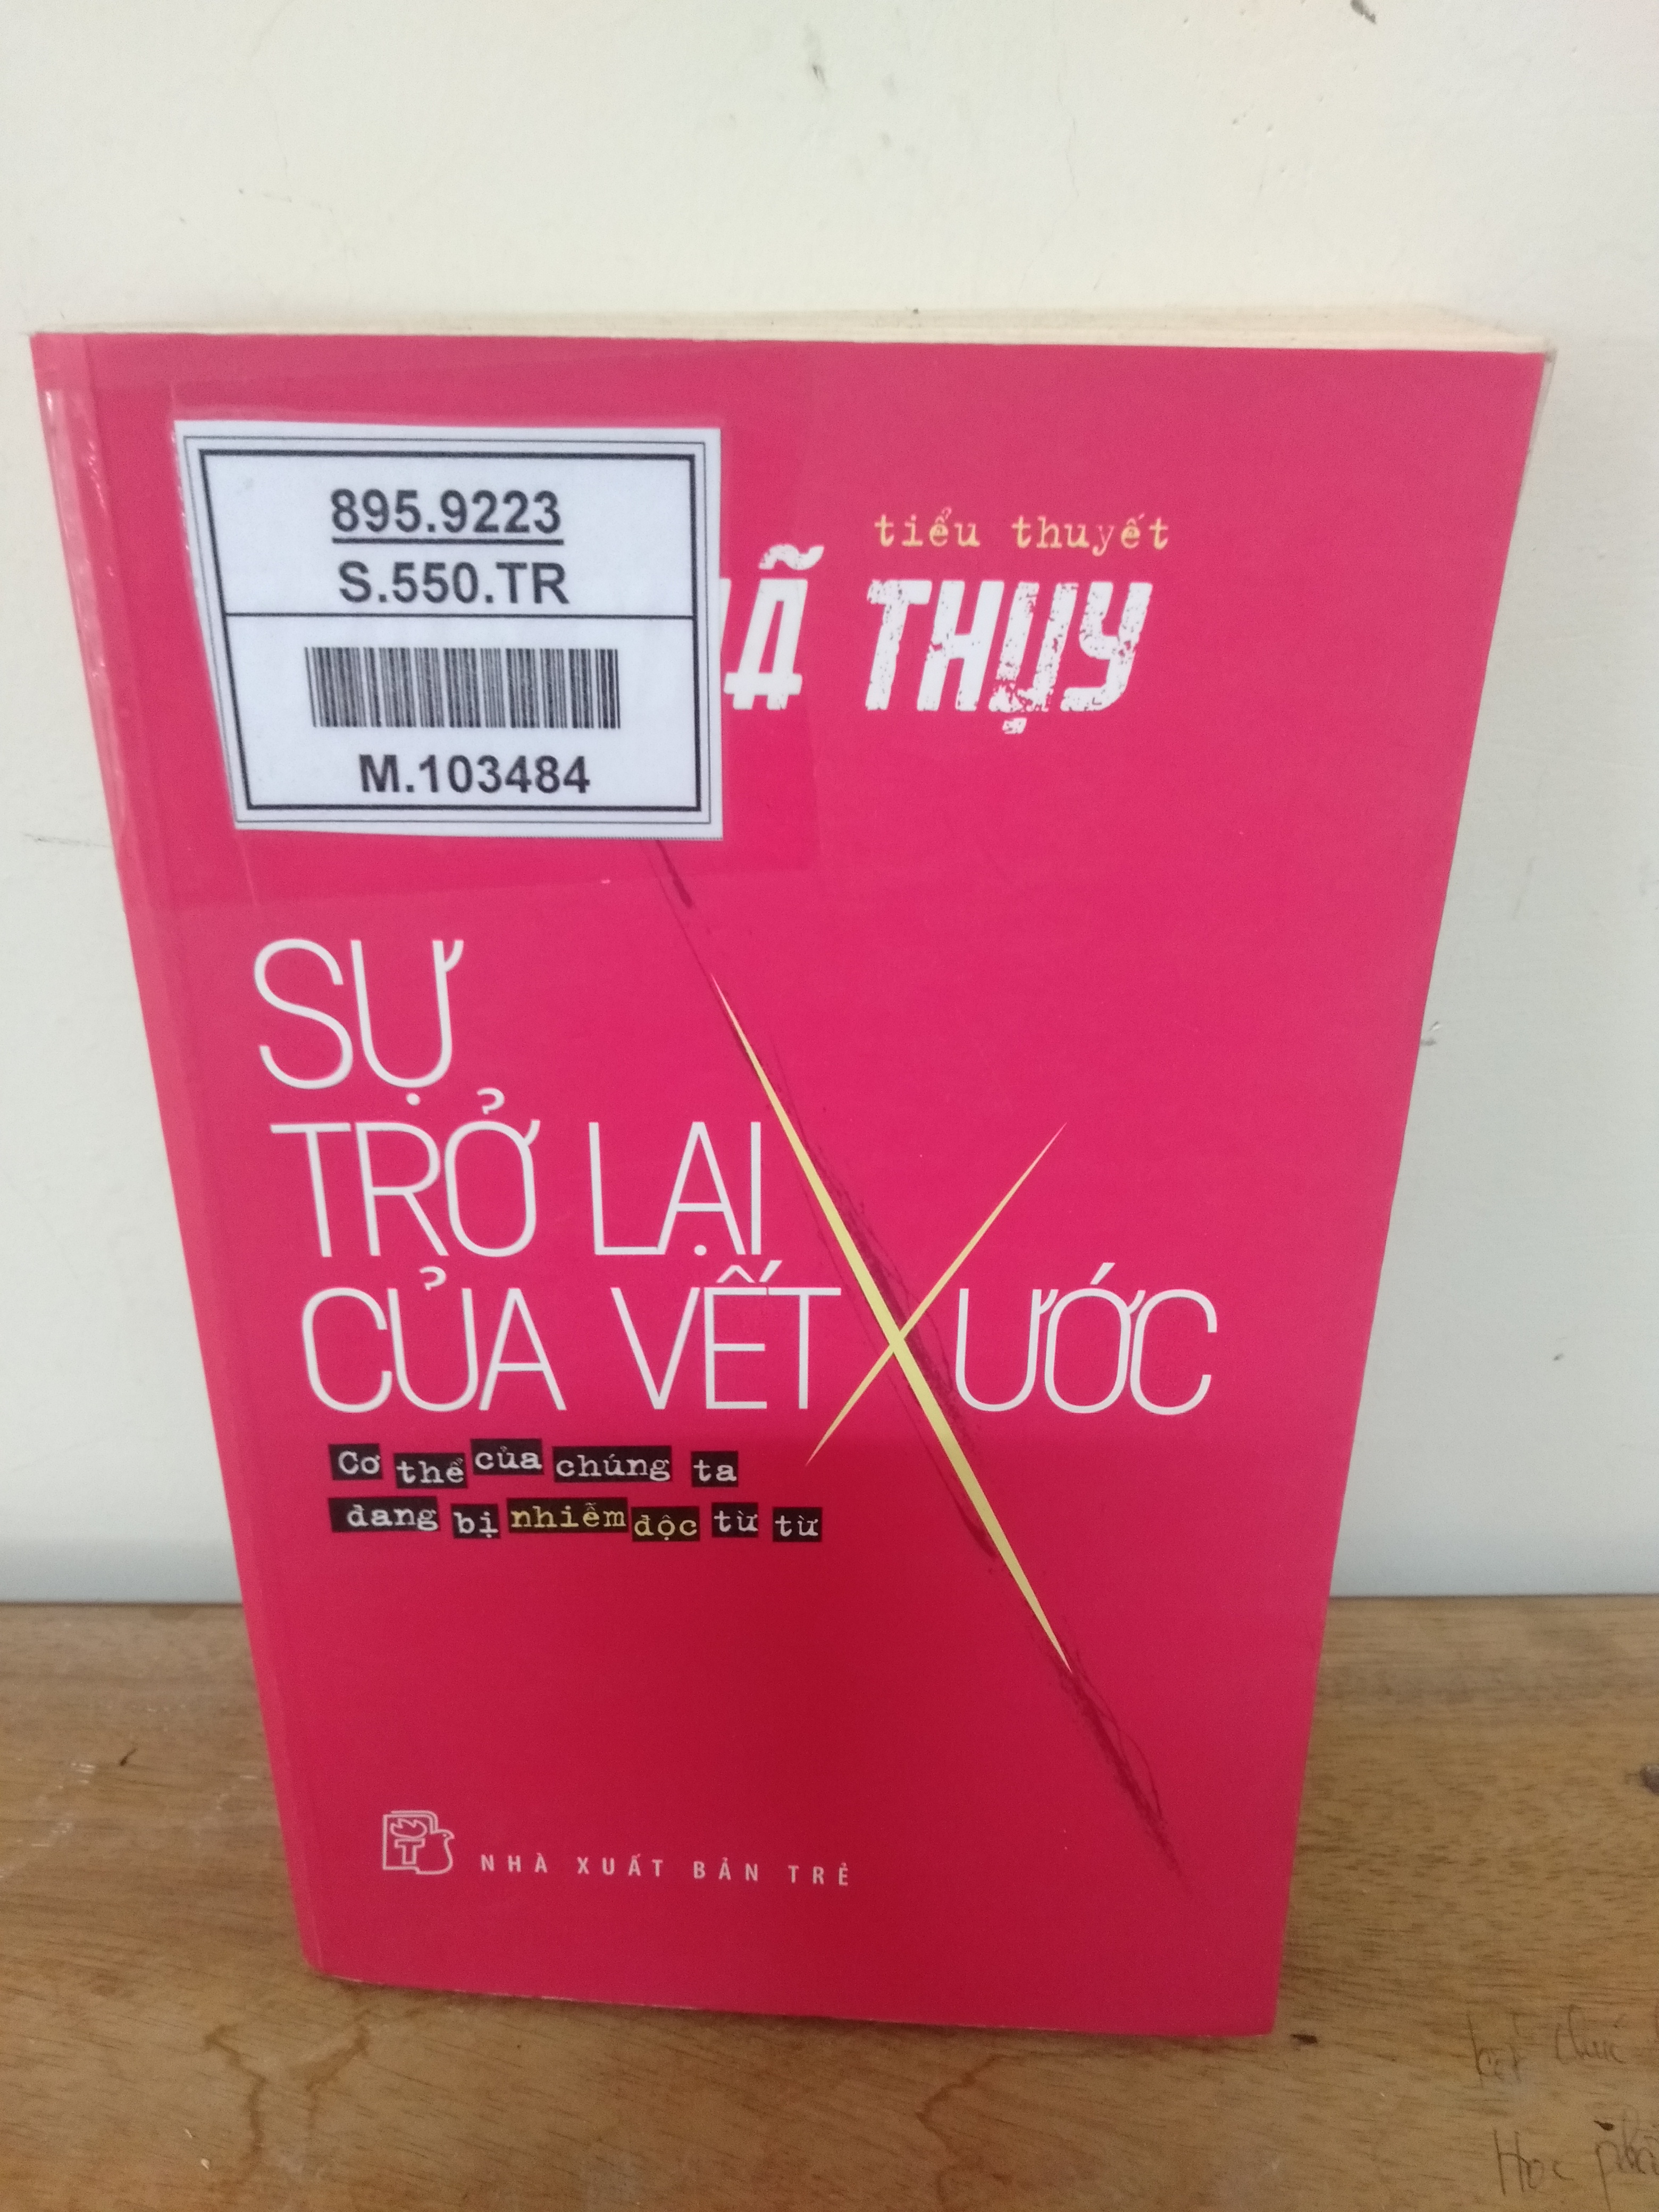 895.9223
S.550.TR
M.103484
tiểu thuyết
THỤY
SỰ
TRỞ LẠI
CỦA VẾT XƯỚC
Cơ thể của chúng ta
đang bị nhiễm độc từ từ
NHÀ XUẤT BẢN TRẺ
Học